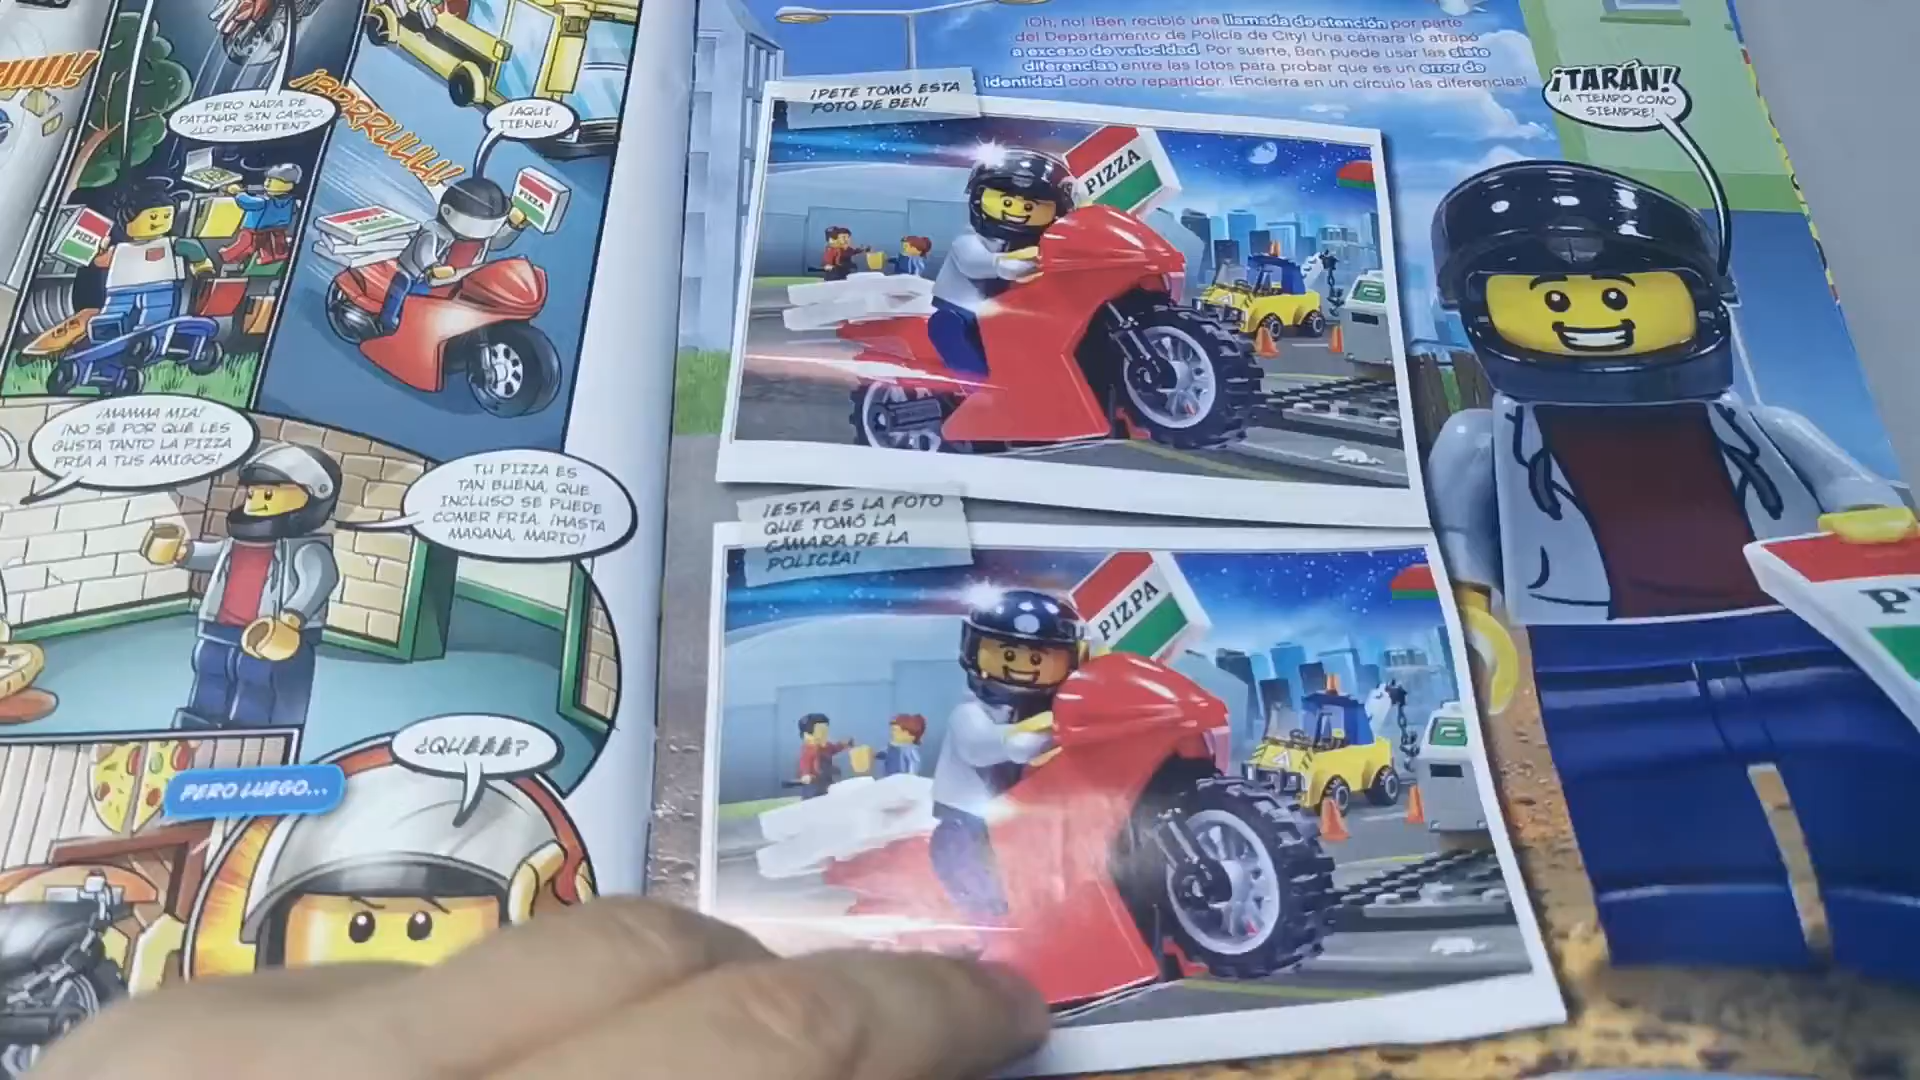 PERO NADA DE
PATINAR SIN CASCO,
¿LO PROMETEN?
¡BRRRUUUM!
¡AQUÍ
TIENEN!
PIZZA
PIZZA
PIZZA
¡MAMMA MIA!
¡NO SÉ POR QUÉ LES
GUSTA TANTO LA PIZZA
FRÍA A TUS AMIGOS!
TU PIZZA ES
TAN BUENA, QUE
INCLUSO SE PUEDE
COMER FRÍA. ¡HASTA
MAÑANA, MARIO!
PERO LUEGO...
¿QUÉÉÉ?
¡Oh, no! ¡Ben recibió una llamada de atención por parte
del Departamento de Policía de City! Una cámara lo atrapó
a exceso de velocidad. Por suerte, Ben puede usar las siete
diferencias entre las fotos para probar que es un error de
identidad con otro repartidor. ¡Encierra en un círculo las diferencias!
¡PETE TOMÓ ESTA
FOTO DE BEN!
PIZZA
¡ESTA ES LA FOTO
QUE TOMÓ LA
CÁMARA DE LA
POLICÍA!
PIZPA
¡TARÁN!
¡A TIEMPO COMO
SIEMPRE!